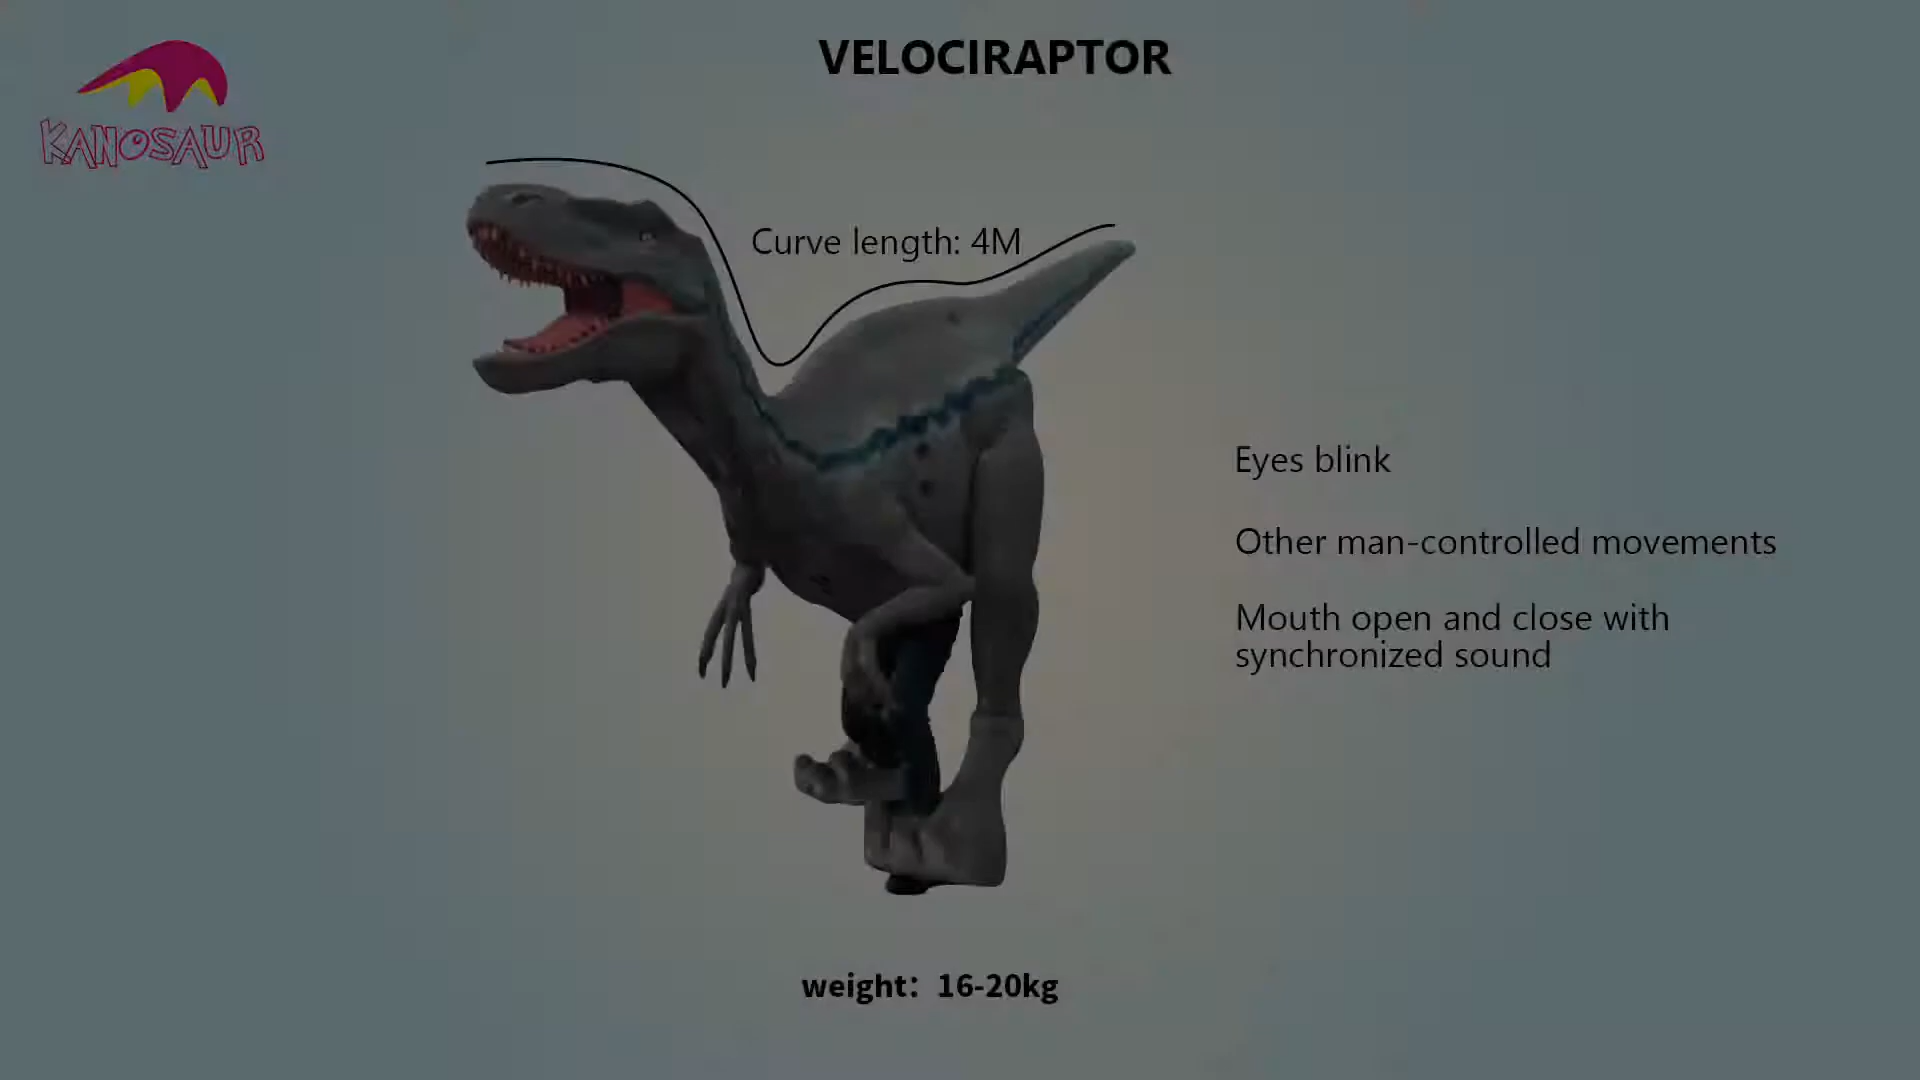 VELOCIRAPTOR
KANOSAUR
Curve length: 4M
Eyes blink
Other man-controlled movements
Mouth open and close with
synchronized sound
weight: 16-20kg